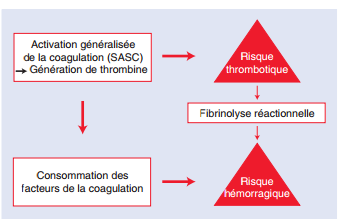 Activation généralisée
de la coagulation (SASC)
→ Génération de thrombine
Risque
thrombotique
Fibrinolyse réactionnelle
Consommation des
facteurs de la coagulation
Risque
hémorragique